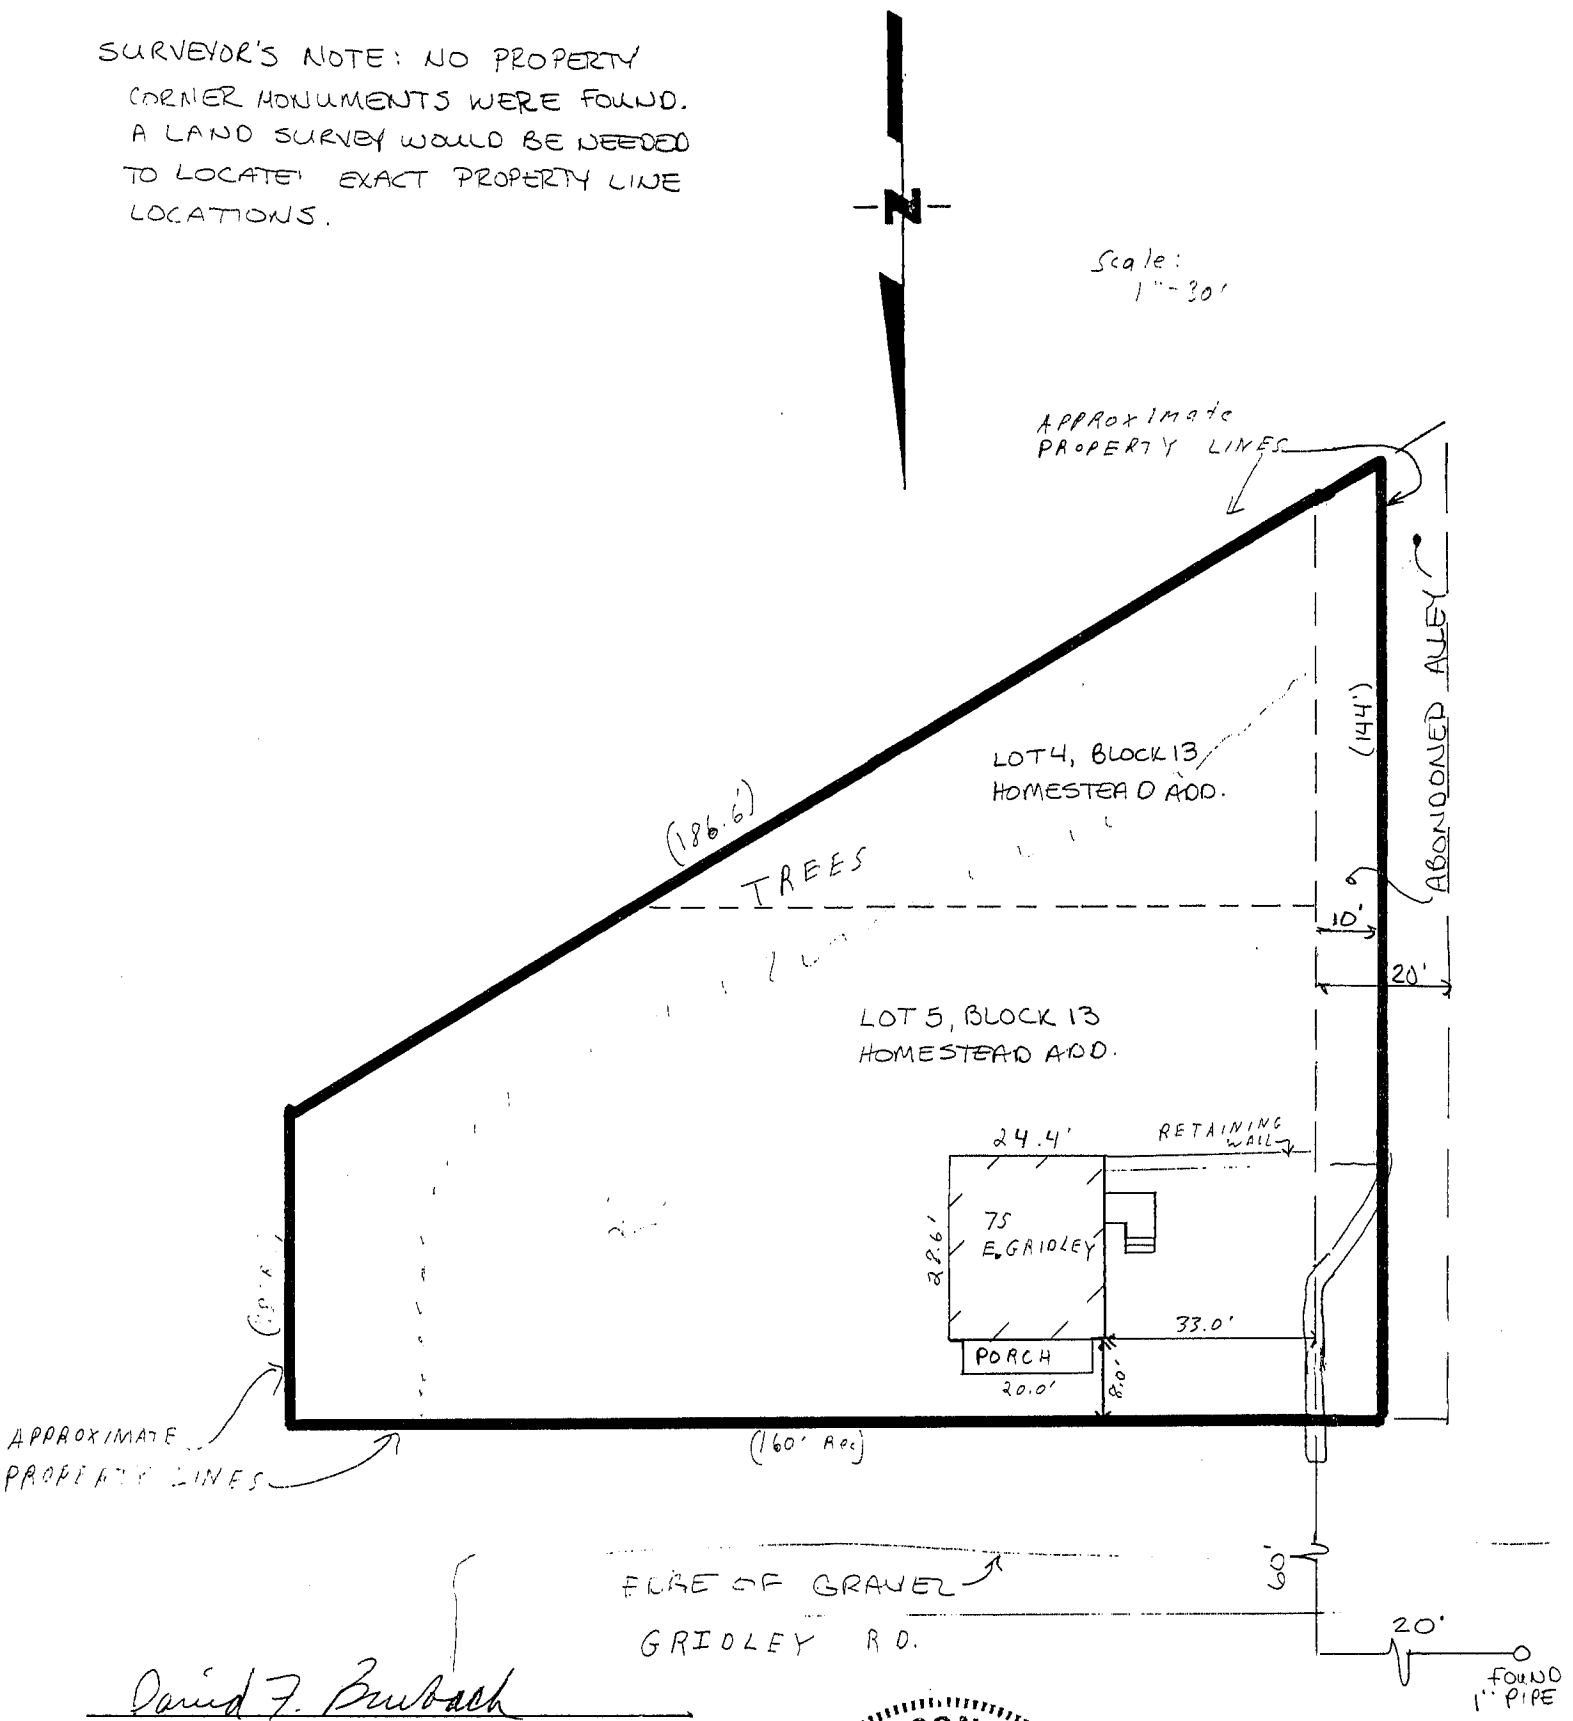 SURVEYOR'S NOTE: NO PROPERTY
CORNER MONUMENTS WERE FOUND.
A LAND SURVEY WOULD BE NEEDED
TO LOCATE EXACT PROPERTY LINE
LOCATIONS.
N
Scale:
1"-30'
APPROXIMATE
PROPERTY LINES
ABONDONED ALLEY
(144')
LOT 4, BLOCK 13
HOMESTEAD ADD.
(186.6')
TREES
10'
20'
LOT 5, BLOCK 13
HOMESTEAD ADD.
24.4'
RETAINING
WALL
28.6'
75
E. GRIDLEY
33.0'
PORCH
20.0'
8.0'
APPROXIMATE
PROPERTY LINES
(160' Rec)
60'
EDGE OF GRAVEL
GRIDLEY RD.
20'
FOUND
1" PIPE
David F. Burbach